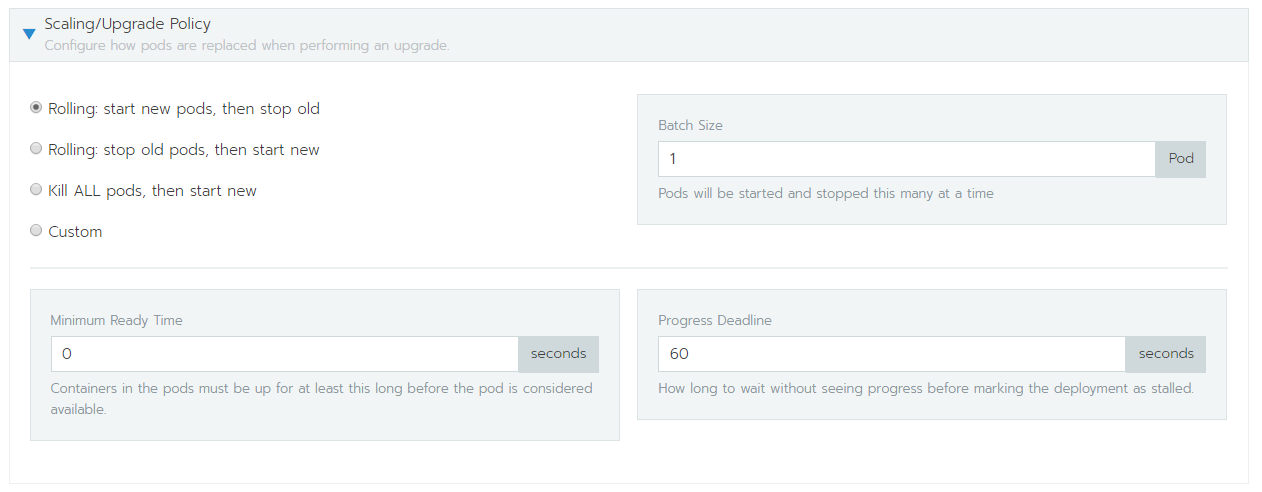 Scaling/Upgrade Policy
Configure how pods are replaced when performing an upgrade.
Rolling: start new pods, then stop old
Rolling: stop old pods, then start new
Kill ALL pods, then start new
Custom
Batch Size
1 Pod
Pods will be started and stopped this many at a time
Minimum Ready Time
0 seconds
Containers in the pods must be up for at least this long before the pod is considered
available.
Progress Deadline
60 seconds
How long to wait without seeing progress before marking the deployment as stalled.